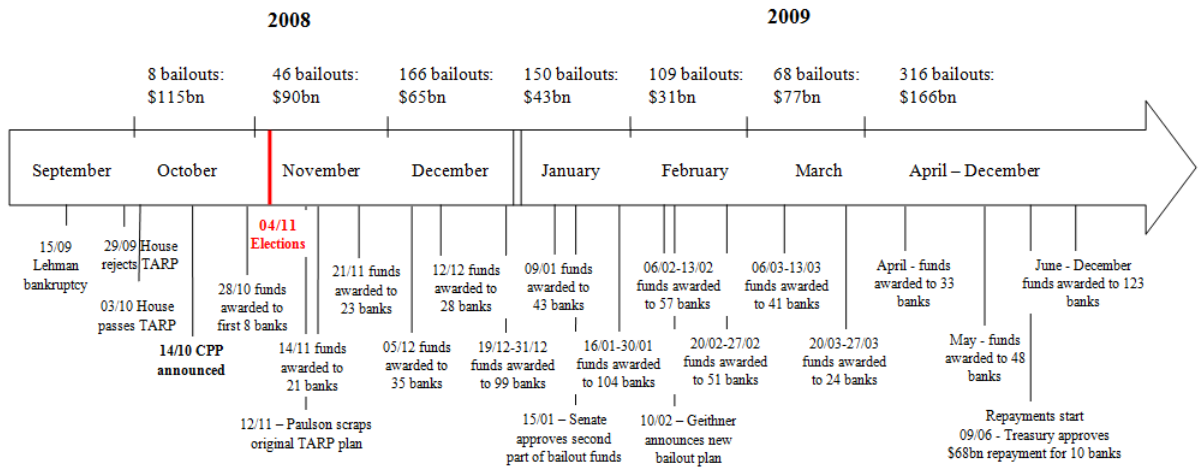 2008
2009
8 bailouts:
$115bn
46 bailouts:
$90bn
166 bailouts:
$65bn
150 bailouts:
$43bn
109 bailouts:
$31bn
68 bailouts:
$77bn
316 bailouts:
$166bn
September
October
November
December
January
February
March
April – December
15/09
Lehman
bankruptcy
29/09 House
rejects TARP
03/10 House
passes TARP
14/10 CPP
announced
28/10 funds
awarded to
first 8 banks
04/11
Elections
12/11 – Paulson scraps
original TARP plan
14/11 funds
awarded to
21 banks
21/11 funds
awarded to
23 banks
05/12 funds
awarded to
35 banks
12/12 funds
awarded to
28 banks
19/12-31/12
funds awarded
to 99 banks
09/01 funds
awarded to
43 banks
15/01 – Senate
approves second
part of bailout funds
16/01-30/01
funds awarded
to 104 banks
06/02-13/02
funds awarded
to 57 banks
10/02 – Geithner
announces new
bailout plan
20/02-27/02
funds awarded to
51 banks
06/03-13/03
funds awarded
to 41 banks
20/03-27/03
funds awarded
to 24 banks
April - funds
awarded to 33
banks
May - funds
awarded to 48
banks
Repayments start
09/06 - Treasury approves
$68bn repayment for 10 banks
June - December
funds awarded to 123
banks